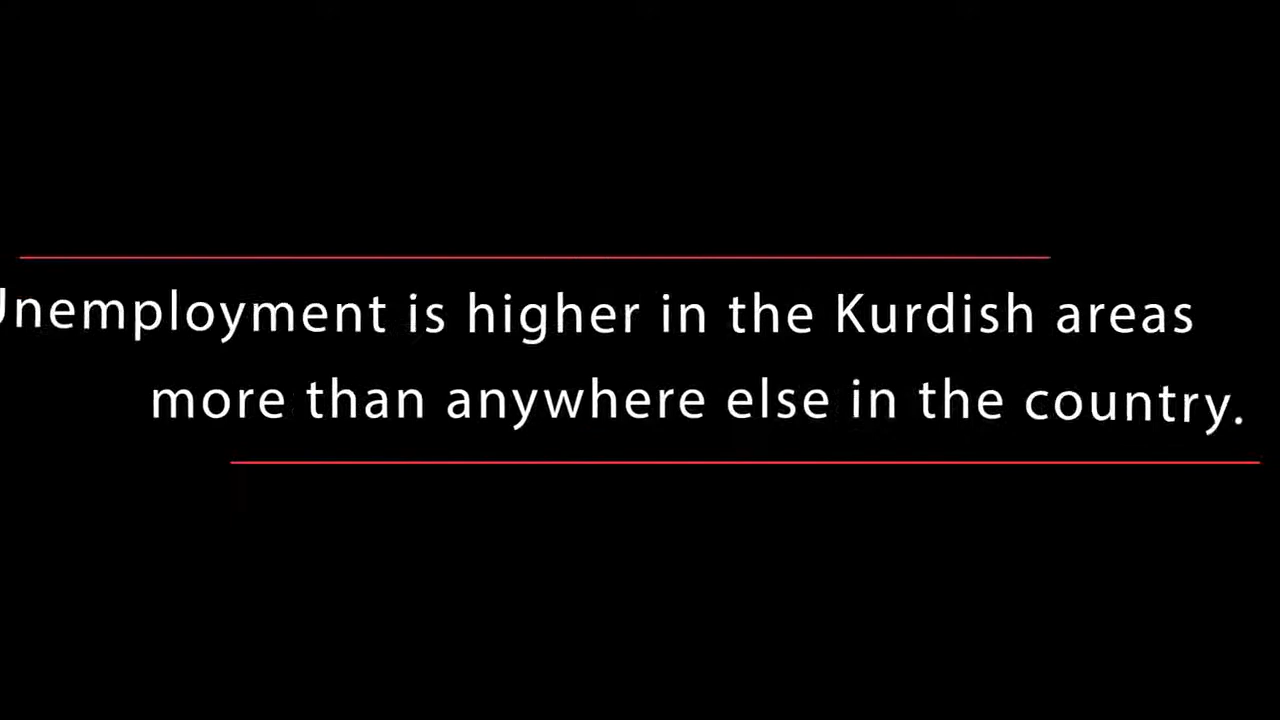 Unemployment is higher in the Kurdish areas
more than anywhere else in the country.